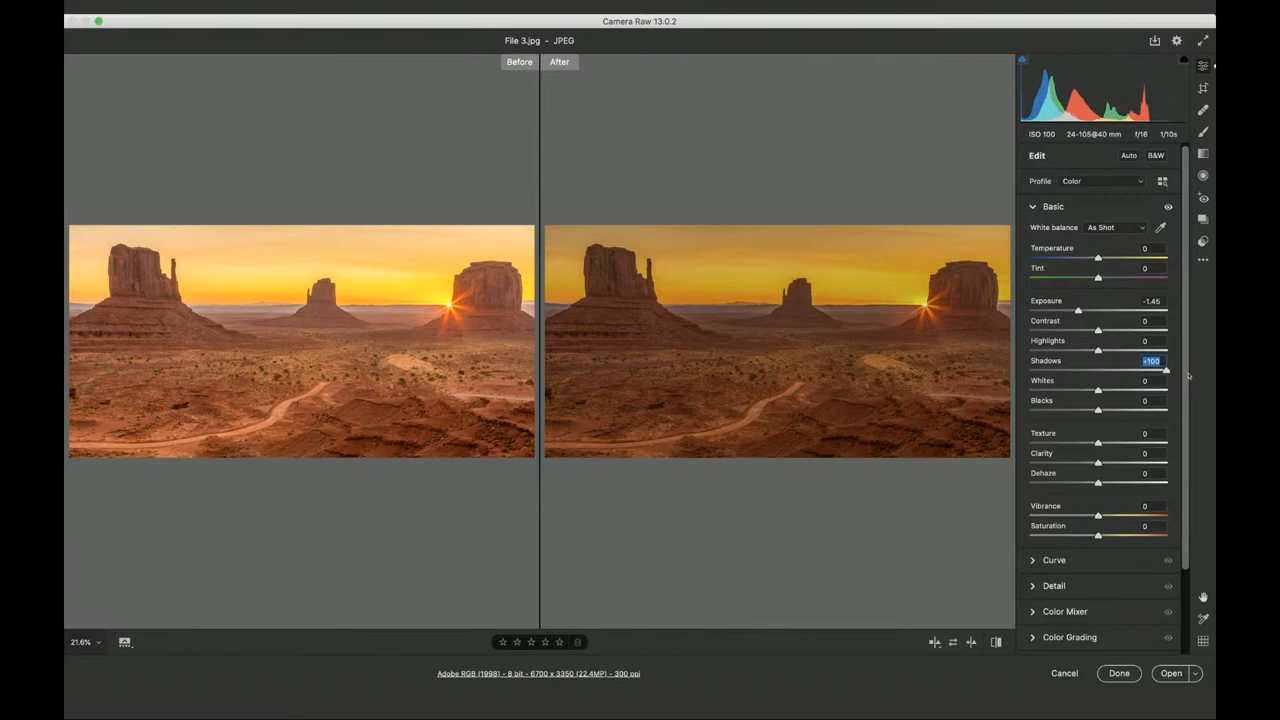 Camera Raw 13.0.2
File 3.jpg - JPEG
Before After
ISO 100 24-105@40 mm f/16 1/10s
Edit Auto B&W
Profile Color
Basic
White balance As Shot
Temperature 0
Tint 0
Exposure -1.45
Contrast 0
Highlights 0
Shadows +100
Whites 0
Blacks 0
Texture 0
Clarity 0
Dehaze 0
Vibrance 0
Saturation 0
Curve
Detail
Color Mixer
Color Grading
21.6%
Adobe RGB (1998) - 8 bit - 6700 x 3350 (22.4MP) - 300 ppi
Cancel Done Open